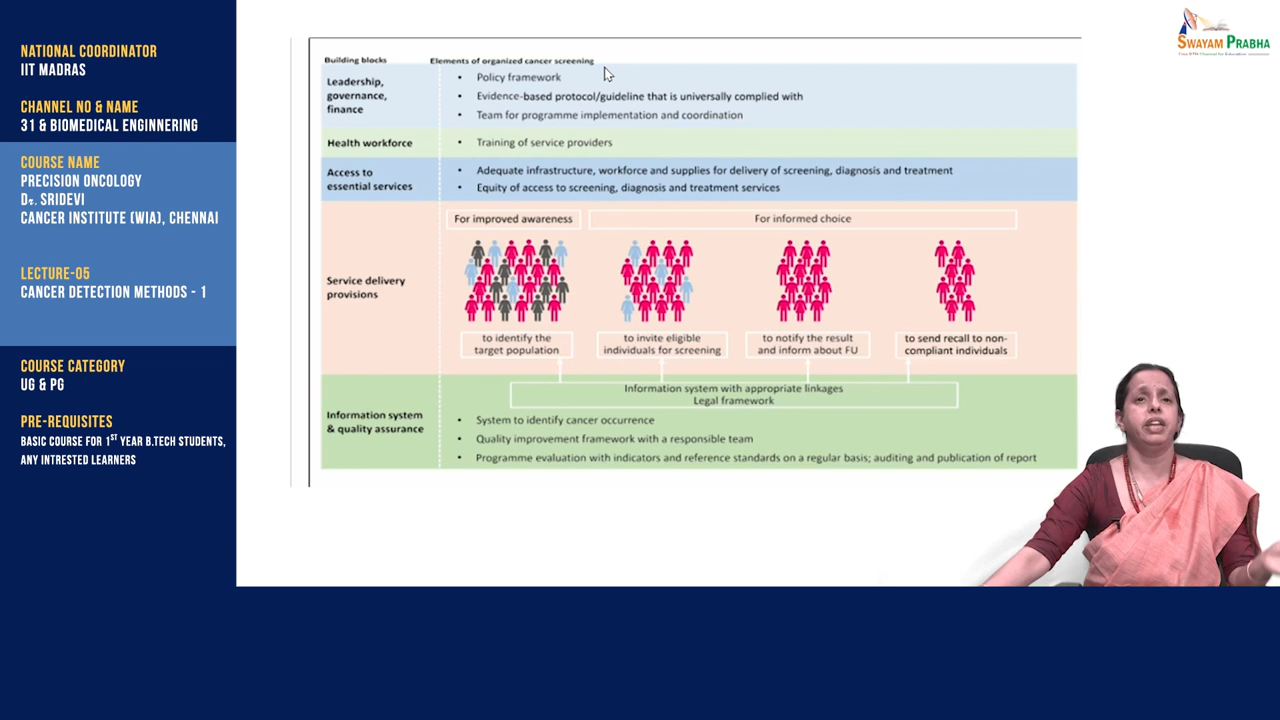 NATIONAL COORDINATOR
IIT MADRAS
CHANNEL NO & NAME
31 & BIOMEDICAL ENGINNERING
COURSE NAME
PRECISION ONCOLOGY
Dr. SRIDEVI
CANCER INSTITUTE (WIA), CHENNAI
LECTURE-05
CANCER DETECTION METHODS - 1
COURSE CATEGORY
UG & PG
PRE-REQUISITES
BASIC COURSE FOR 1ST YEAR B.TECH STUDENTS,
ANY INTRESTED LEARNERS
SWAYAM PRABHA
Building blocks
Elements of organized cancer screening
Leadership,
governance,
finance
• Policy framework
• Evidence-based protocol/guideline that is universally complied with
• Team for programme implementation and coordination
Health workforce
• Training of service providers
Access to
essential services
• Adequate infrastructure, workforce and supplies for delivery of screening, diagnosis and treatment
• Equity of access to screening, diagnosis and treatment services
Service delivery
provisions
For improved awareness
For informed choice
to identify the
target population
to invite eligible
individuals for screening
to notify the result
and inform about FU
to send recall to non-
compliant individuals
Information system
& quality assurance
Information system with appropriate linkages
Legal framework
• System to identify cancer occurrence
• Quality improvement framework with a responsible team
• Programme evaluation with indicators and reference standards on a regular basis; auditing and publication of report